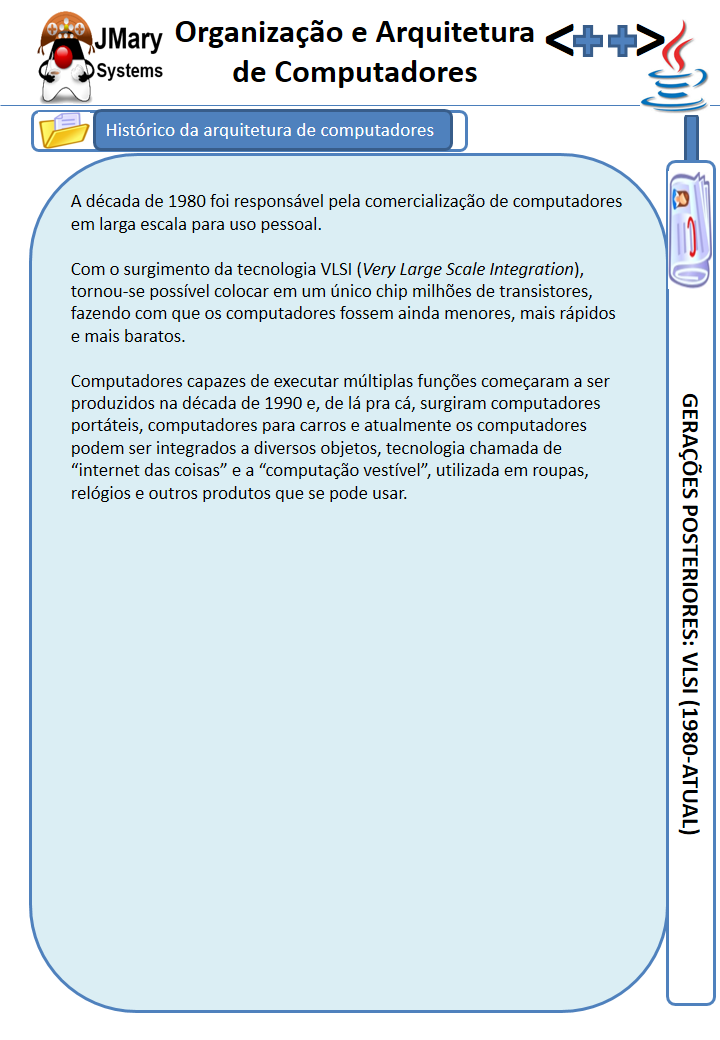 JMary
Systems
Organização e Arquitetura
de Computadores
<++>
Histórico da arquitetura de computadores
A década de 1980 foi responsável pela comercialização de computadores
em larga escala para uso pessoal.
Com o surgimento da tecnologia VLSI (Very Large Scale Integration),
tornou-se possível colocar em um único chip milhões de transistores,
fazendo com que os computadores fossem ainda menores, mais rápidos
e mais baratos.
Computadores capazes de executar múltiplas funções começaram a ser
produzidos na década de 1990 e, de lá pra cá, surgiram computadores
portáteis, computadores para carros e atualmente os computadores
podem ser integrados a diversos objetos, tecnologia chamada de
“internet das coisas” e a “computação vestível”, utilizada em roupas,
relógios e outros produtos que se pode usar.
GERAÇÕES POSTERIORES: VLSI (1980-ATUAL)